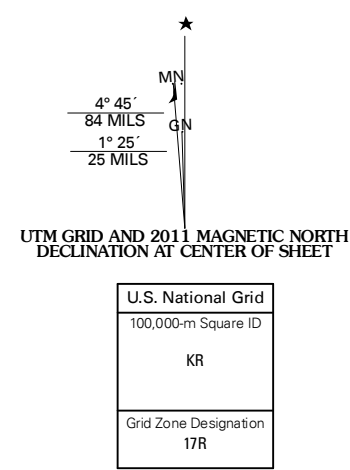 ★
MN
4° 45´
84 MILS
GN
1° 25´
25 MILS
UTM GRID AND 2011 MAGNETIC NORTH
DECLINATION AT CENTER OF SHEET
U.S. National Grid
100,000-m Square ID
KR
Grid Zone Designation
17R